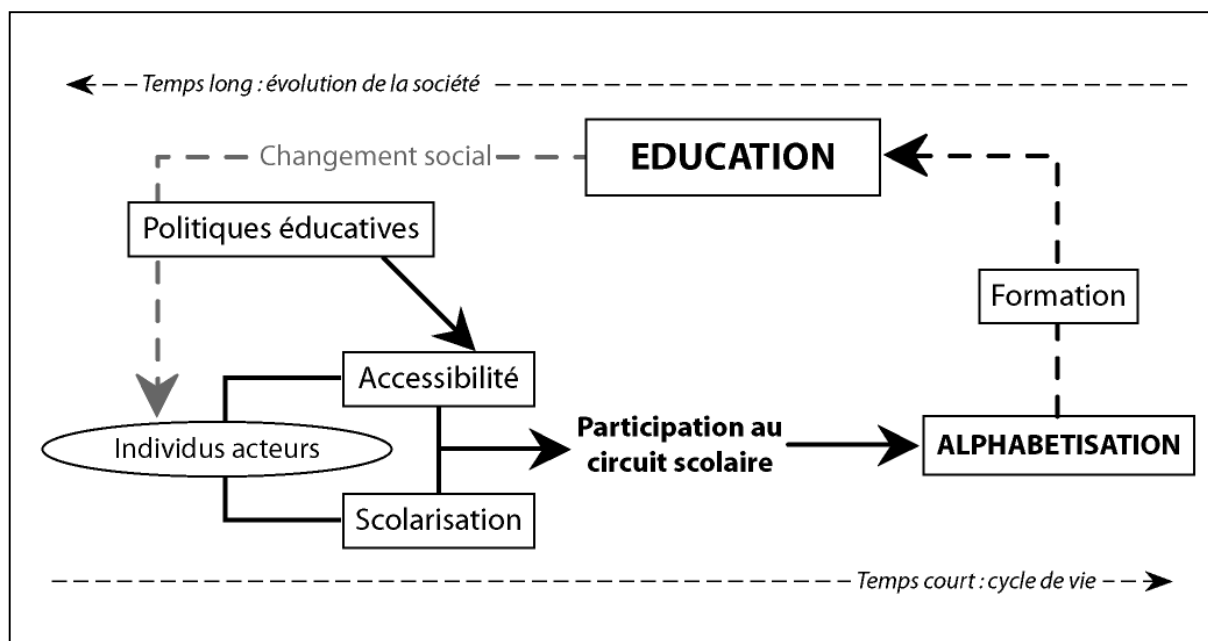 Temps long : évolution de la société
Changement social
EDUCATION
Politiques éducatives
Formation
Accessibilité
Individus acteurs
Participation au
circuit scolaire
ALPHABETISATION
Scolarisation
Temps court : cycle de vie